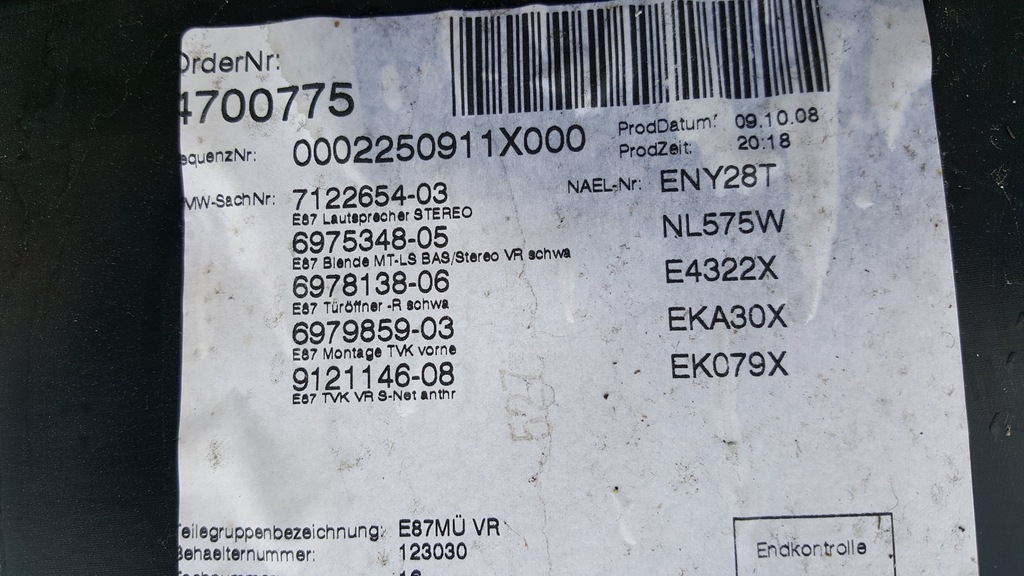 OrderNr:
4700775
equenzNr: 0002250911X000 ProdDatum: 09.10.08
ProdZeit: 20:18
MW-SachNr: 7122654-03 NAEL-Nr: ENY28T
E87 Lautsprecher STEREO
6975348-05 NL575W
E87 Blende MT-LS BAS/Stereo VR schwa
6978138-06 E4322X
E87 Türöffner -R schwa
6979859-03 EKA30X
E87 Montage TVK vorne
9121146-08 EK079X
E87 TVK VR S-Net anthr
eilegruppenbezeichnung: E87MÜ VR
Behaelternummer: 123030
Endkontrolle